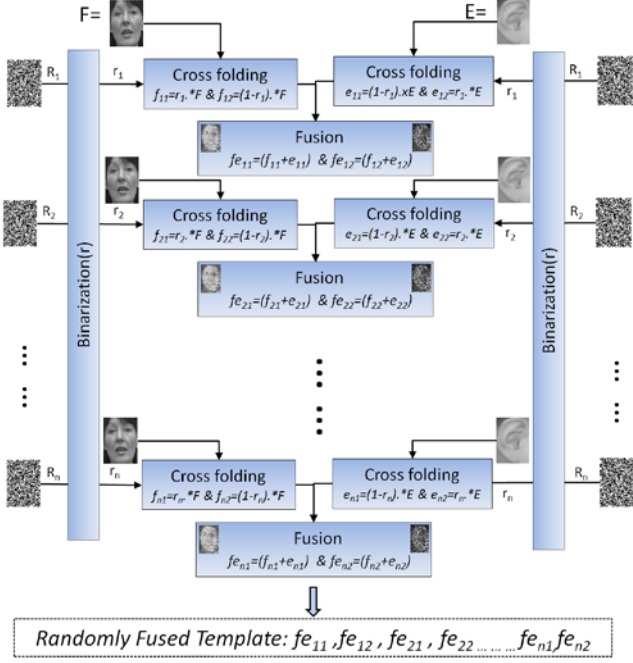 F=
E=
R1
r1
Cross folding
f11=r1.*F & f12=(1-r1).*F
Cross folding
e11=(1-r1).xE & e12=r1.*E
r1
R1
Fusion
fe11=(f11+e11) & fe12=(f12+e12)
R2
r2
Cross folding
f21=r2.*F & f22=(1-r2).*F
Cross folding
e21=(1-r2).*E & e22=r2.*E
r2
R2
Fusion
fe21=(f21+e21) & fe22=(f22+e22)
Binarization(r)
Binarization(r)
Rn
rn
Cross folding
fn1=rn.*F & fn2=(1-rn).*F
Cross folding
en1=(1-rn).*E & en2=rn.*E
rn
Rn
Fusion
fen1=(fn1+en1) & fen2=(fn2+en2)
Randomly Fused Template: fe11 ,fe12 , fe21 , fe22 ... ... ... fen1,fen2